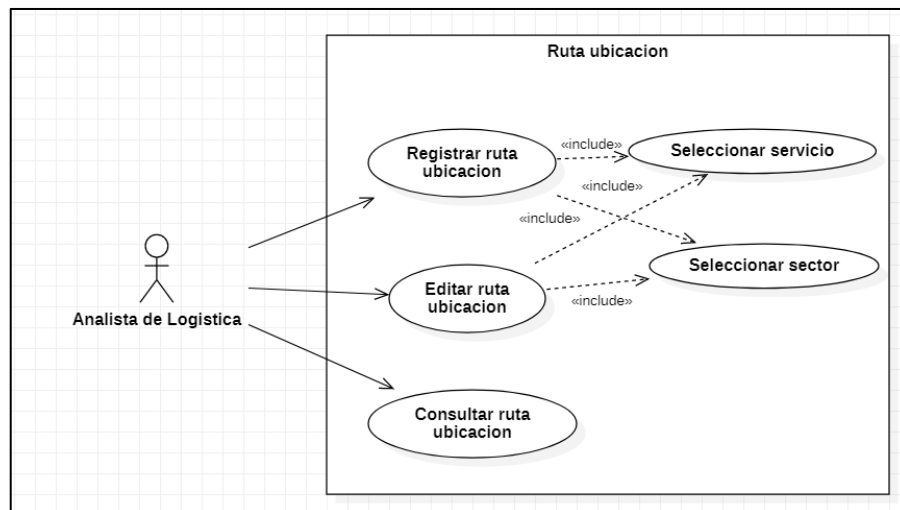 Ruta ubicacion
Registrar ruta
ubicacion
«include»
Seleccionar servicio
«include»
«include»
Seleccionar sector
Editar ruta
ubicacion
«include»
Analista de Logistica
Consultar ruta
ubicacion